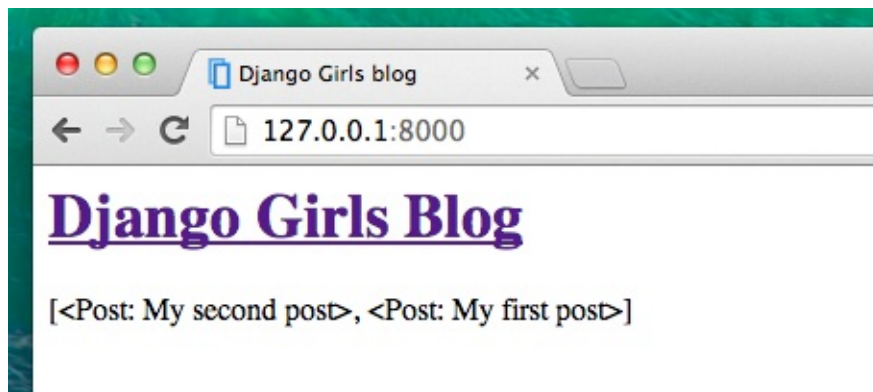 Django Girls blog
127.0.0.1:8000
Django Girls Blog
[<Post: My second post>, <Post: My first post>]